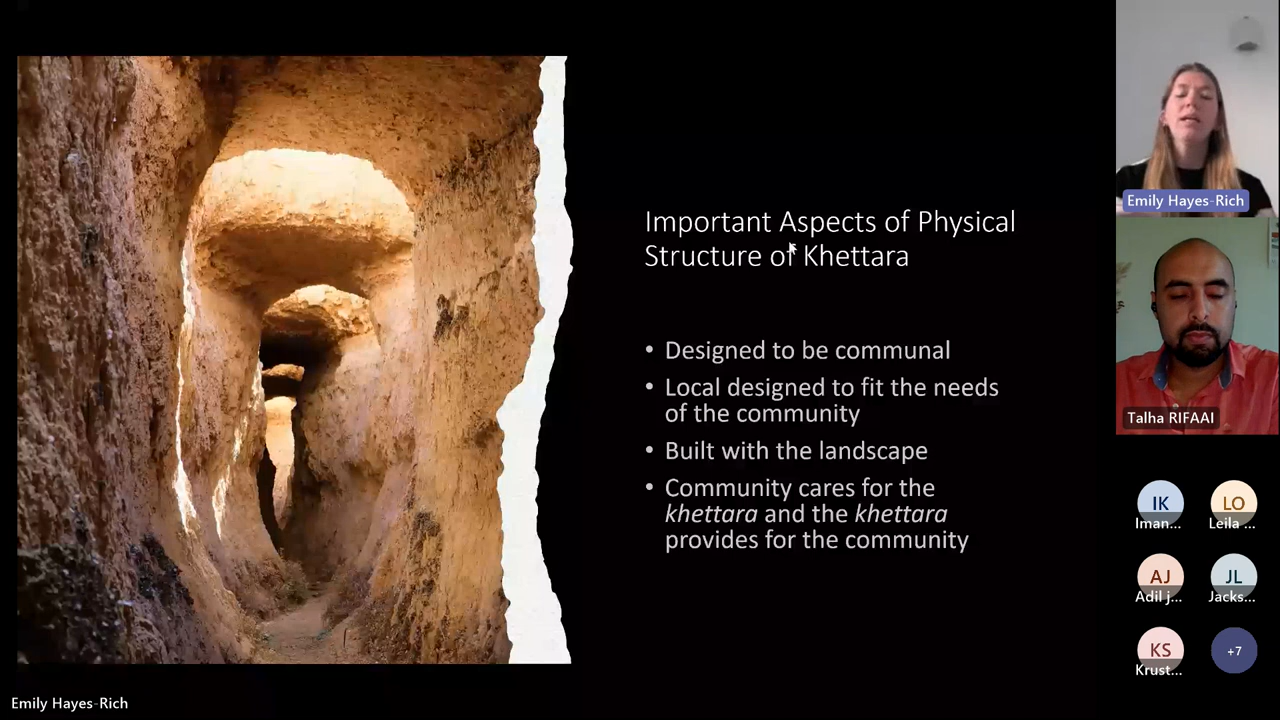 Important Aspects of Physical
Structure of Khettara
• Designed to be communal
• Local designed to fit the needs
of the community
• Built with the landscape
• Community cares for the
khettara and the khettara
provides for the community
Emily Hayes-Rich
Talha RIFAAI
IK
Iman...
LO
Leila ...
AJ
Adil j...
JL
Jacks...
KS
Krust...
+7
Emily Hayes-Rich